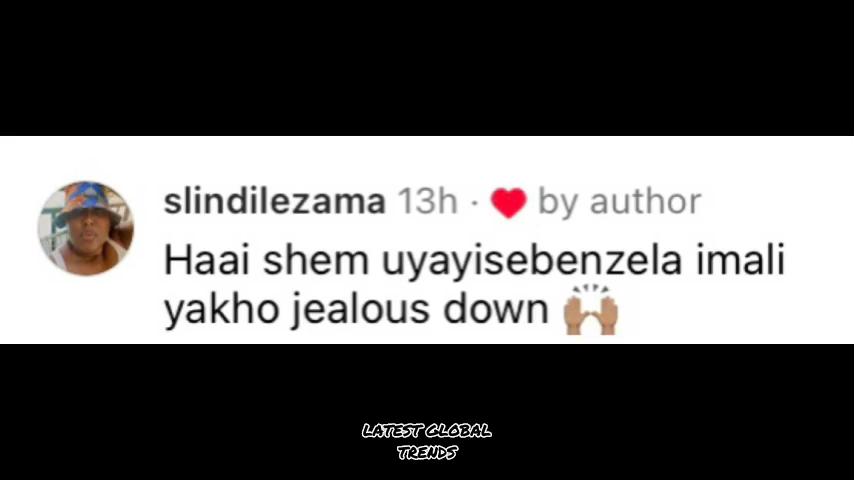 slindilezama 13h · ❤️ by author
Haai shem uyayisebenzela imali
yakho jealous down 🙌🏽
LATEST GLOBAL
TRENDS